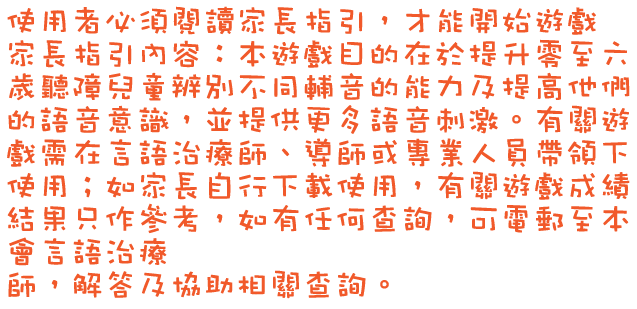 使用者必須閱讀家長指引，才能開始遊戲
家長指引內容：本遊戲目的在於提升零至六
歲聽障兒童辨別不同輔音的能力及提高他們
的語音意識，並提供更多語音刺激。有關遊
戲需在言語治療師、導師或專業人員帶領下
使用；如家長自行下載使用，有關遊戲成績
結果只作參考，如有任何查詢，可電郵至本
會言語治療
師，解答及協助相關查詢。